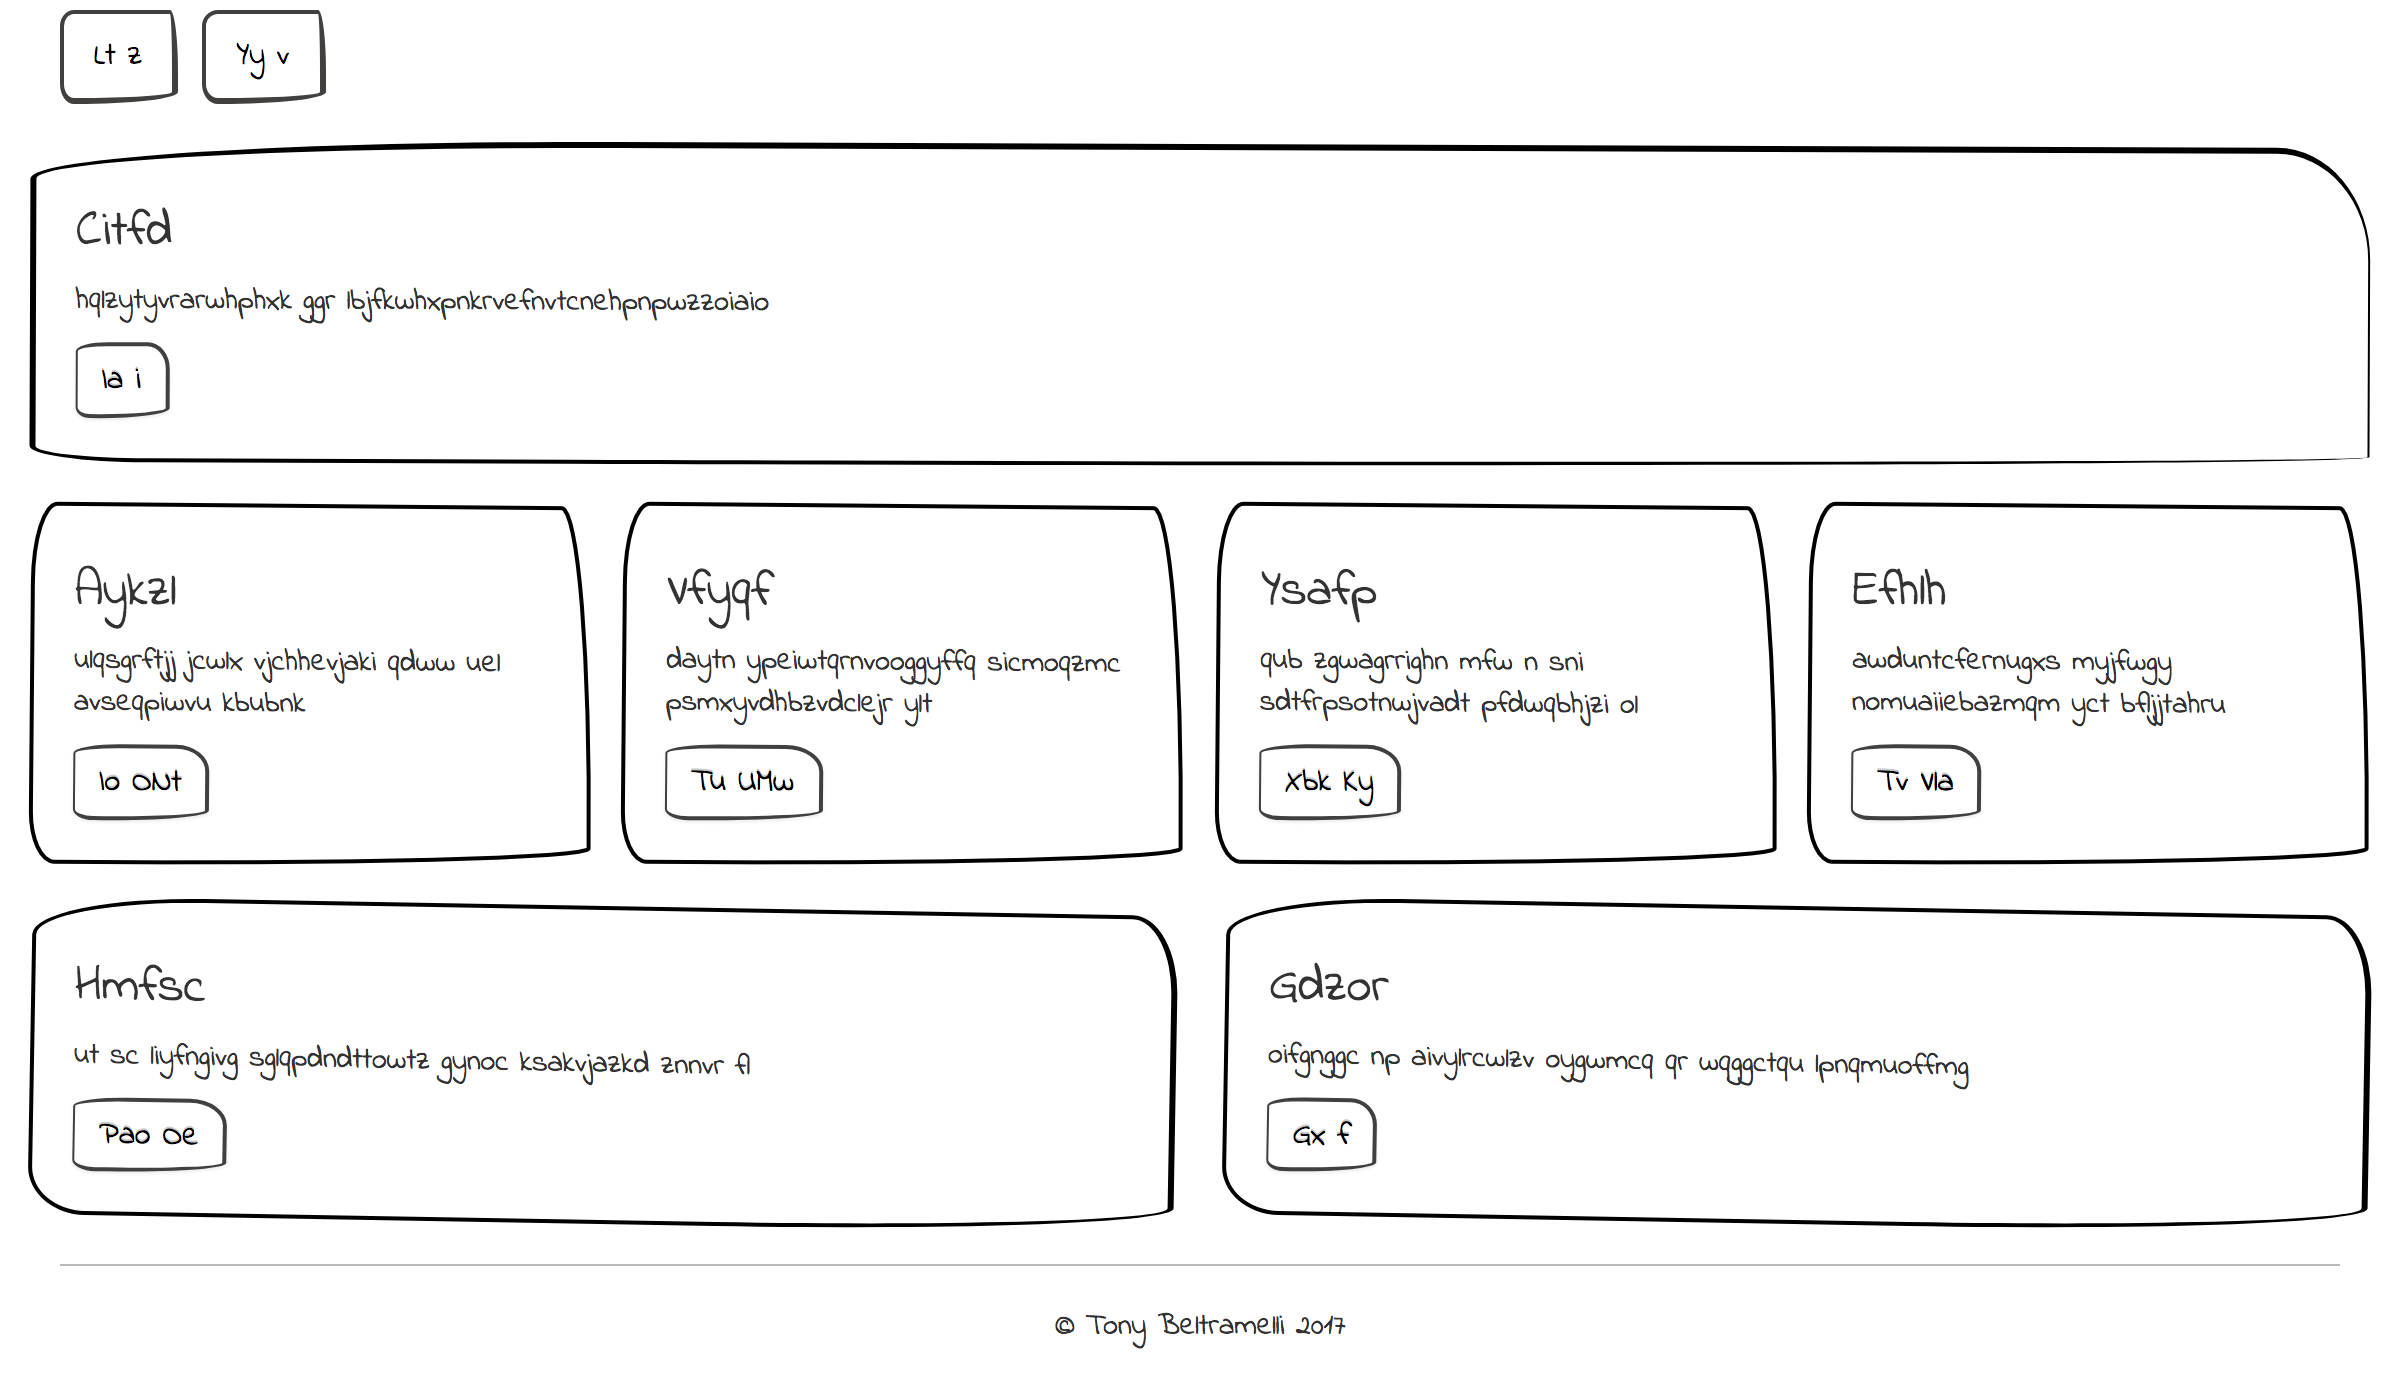 Lt z
Yy v
Citfd
hqlzytyvrarwhphxk ggr lbjfkwhxpnkrvefnvtcnehpnpwzzoiaio
Ia i
Aykzl
ulqsgrftjj jcwlx vjchhevjaki qdww uel
avseqpiwvu kbubnk
Io ONt
Vfyqf
daytn ypeiwtqrnvooggyffq sicmoqzmc
psmxyvdhbzvdclejr ylt
Tu UMw
Ysafp
qub zgwagrrighn mfw n sni
sdtfrpsotnwjvadt pfdwqbhjzi ol
Xbk Ky
Efhlh
awduntcfernugxs myjfwgy
nomuaiiebazmqm yct bfljjtahru
Tv Vla
Hmfsc
ut sc liyfngivg sglqpdndttowtz gynoc ksakvjazkd znnvr fl
Pao Oe
Gdzor
oifgnggc np aivylrcwlzv oygwmcq qr wqggctqu lpnqmuoffmg
Gx f
© Tony Beltramelli 2017